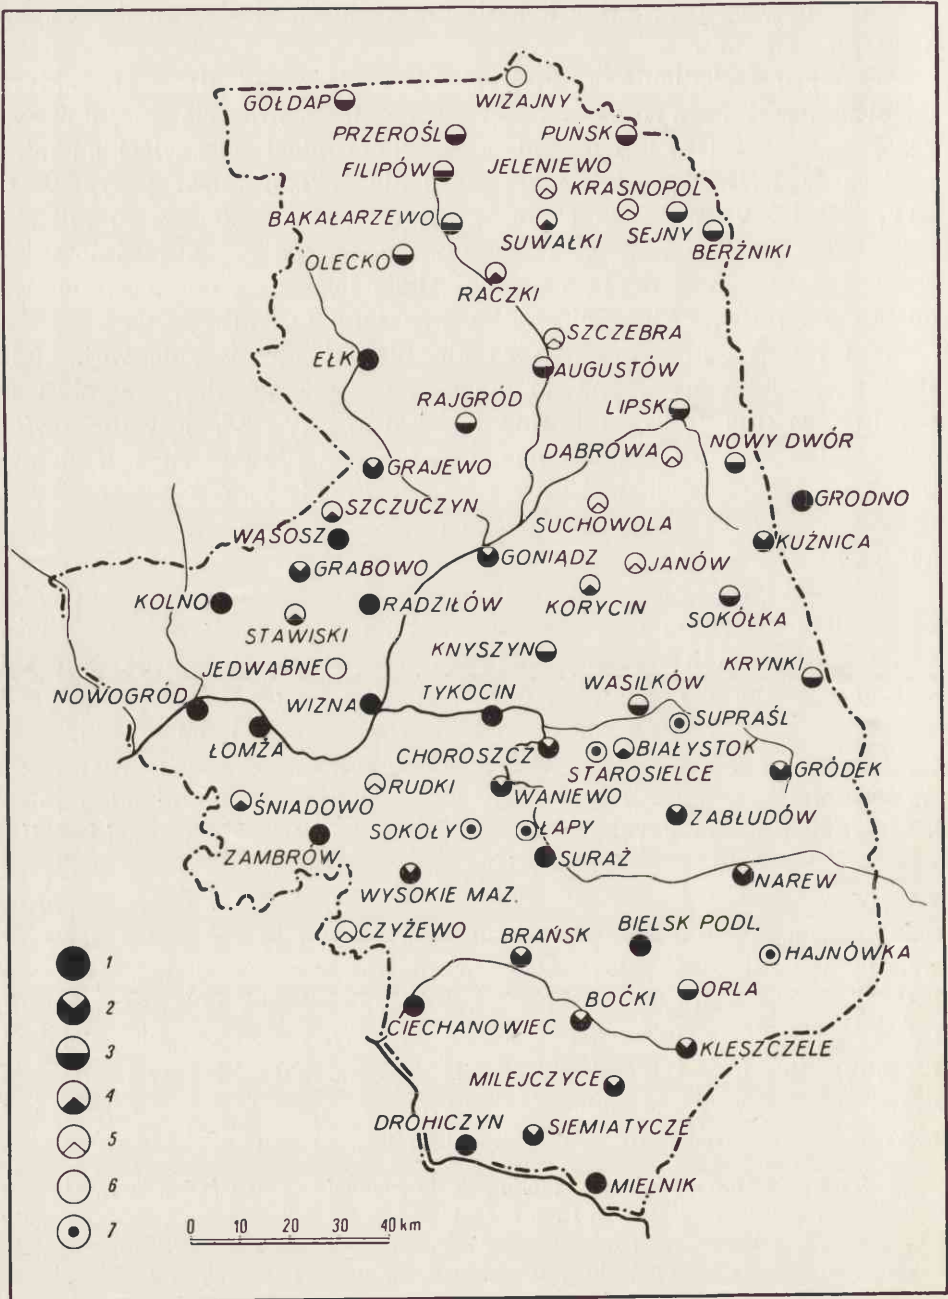 WIZAJNY
GOŁDAP
PRZEROŚL
PUŃSK
FILIPÓW
JELENIEWO
KRASNOPOL
BAKAŁARZEWO
SUWAŁKI
SEJNY
BERŻNIKI
OLECKO
RACZKI
SZCZEBRA
EŁK
AUGUSTÓW
RAJGRÓD
LIPSK
DĄBROWA
NOWY DWÓR
GRAJEWO
GRODNO
SZCZUCZYN
SUCHOWOLA
WĄSOSZ
KUŹNICA
GONIĄDZ
JANÓW
GRABOWO
KORYCIN
KOLNO
RADZIŁÓW
SOKÓŁKA
STAWISKI
KNYSZYN
JEDWABNE
KRYNKI
WASILKÓW
NOWOGRÓD
WIZNA
TYKOCIN
SUPRAŚL
ŁOMŻA
CHOROSZCZ
BIAŁYSTOK
STAROSIELCE
GRÓDEK
RUDKI
WANIEWO
ŚNIADOWO
ZABŁUDÓW
SOKOŁY
ŁAPY
ZAMBRÓW
SURAŻ
WYSOKIE MAZ.
NAREW
CZYŻEWO
BRAŃSK
BIELSK PODL.
HAJNÓWKA
ORLA
BOĆKI
CIECHANOWIEC
KLESZCZELE
MILEJCZYCE
DROHICZYN
SIEMIATYCZE
MIELNIK
1
2
3
4
5
6
7
0 10 20 30 40 km